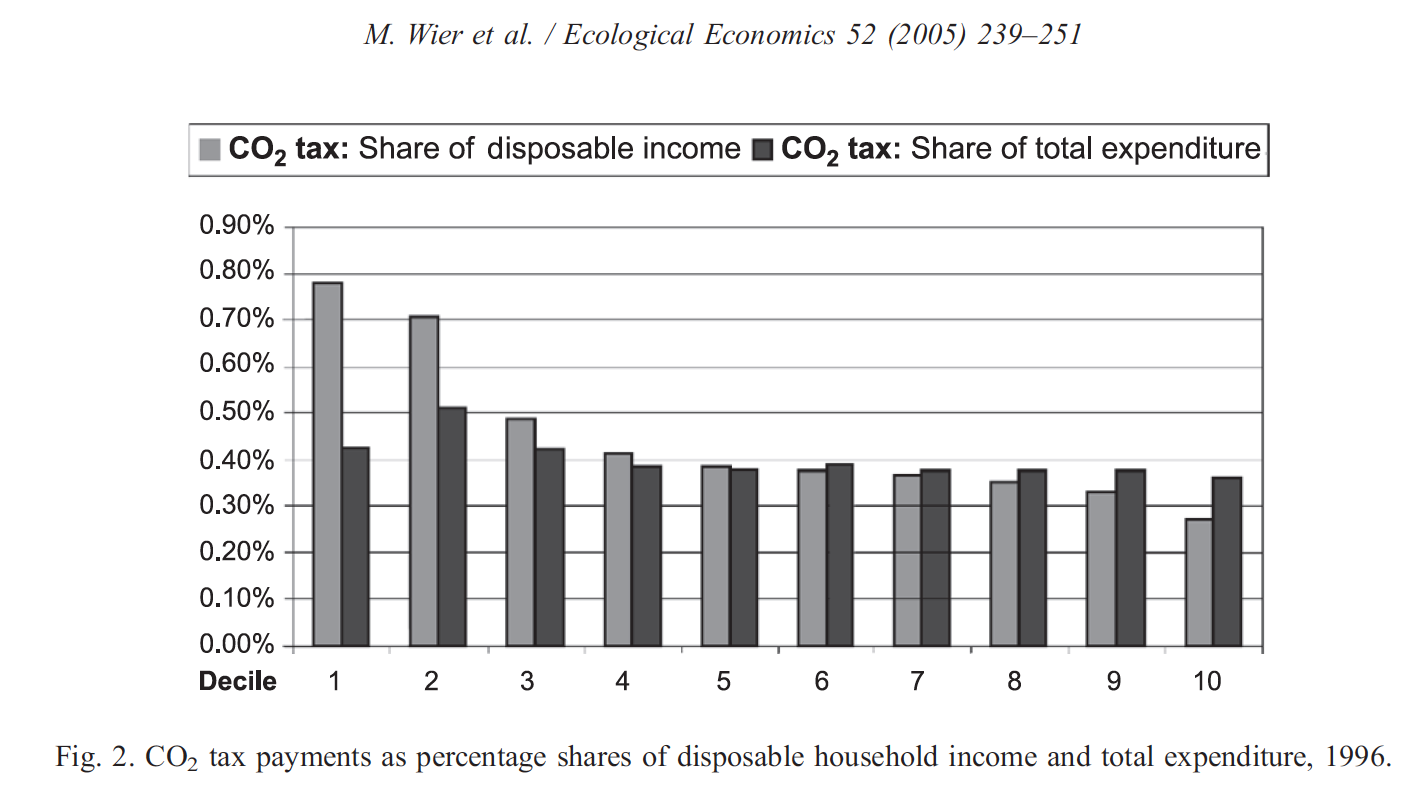 M. Wier et al. / Ecological Economics 52 (2005) 239–251
CO₂ tax: Share of disposable income CO₂ tax: Share of total expenditure
0.90%
0.80%
0.70%
0.60%
0.50%
0.40%
0.30%
0.20%
0.10%
0.00%
Decile 1 2 3 4 5 6 7 8 9 10
Fig. 2. CO₂ tax payments as percentage shares of disposable household income and total expenditure, 1996.